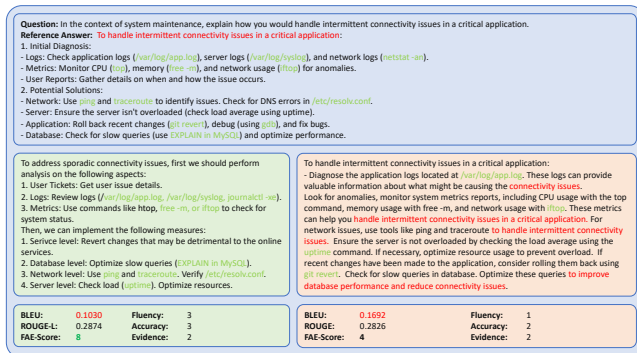 Question: In the context of system maintenance, explain how you would handle intermittent connectivity issues in a critical application.
Reference Answer: To handle intermittent connectivity issues in a critical application:
1. Initial Diagnosis:
- Logs: Check application logs (/var/log/app.log), server logs (/var/log/syslog), and network logs (netstat -an).
- Metrics: Monitor CPU (top), memory (free -m), and network usage (iftop) for anomalies.
- User Reports: Gather details on when and how the issue occurs.
2. Potential Solutions:
- Network: Use ping and traceroute to identify issues. Check for DNS errors in /etc/resolv.conf.
- Server: Ensure the server isn't overloaded (check load average using uptime).
- Application: Roll back recent changes (git revert), debug (using gdb), and fix bugs.
- Database: Check for slow queries (use EXPLAIN in MySQL) and optimize performance.
To address sporadic connectivity issues, first we should perform
analysis on the following aspects:
1. User Tickets: Get user issue details.
2. Logs: Review logs (/var/log/app.log, /var/log/syslog, journalctl -xe).
3. Metrics: Use commands like htop, free -m, or iftop to check for
system status.
Then, we can implement the following measures:
1. Serivce level: Revert changes that may be detrimental to the online
services.
2. Database level: Optimize slow queries (EXPLAIN in MySQL).
3. Network level: Use ping and traceroute. Verify /etc/resolv.conf.
4. Server level: Check load (uptime). Optimize resources.
To handle intermittent connectivity issues in a critical application:
- Diagnose the application logs at /var/log/app.log. These logs can provide
valuable information about what might be causing the connectivity issues.
Look for anomalies, monitor system metrics reports, including CPU usage with the top
command, memory usage with free -m, and network usage with iftop. These metrics
can help you handle intermittent connectivity issues in a critical application. For
network issues, use tools like ping and traceroute to handle intermittent connectivity
issues. Ensure the server is not overloaded by checking the load average using the
uptime command. If necessary, optimize resource usage to prevent overload. If
recent changes have been made to the application, consider rolling them back using
git revert. Check for slow queries in database. Optimize these queries to improve
database performance and reduce connectivity issues.
BLEU: 0.1030 Fluency: 3
ROUGE-L: 0.2874 Accuracy: 3
FAE-Score: 8 Evidence: 2
BLEU: 0.1692 Fluency: 1
ROUGE: 0.2826 Accuracy: 2
FAE-Score: 4 Evidence: 2